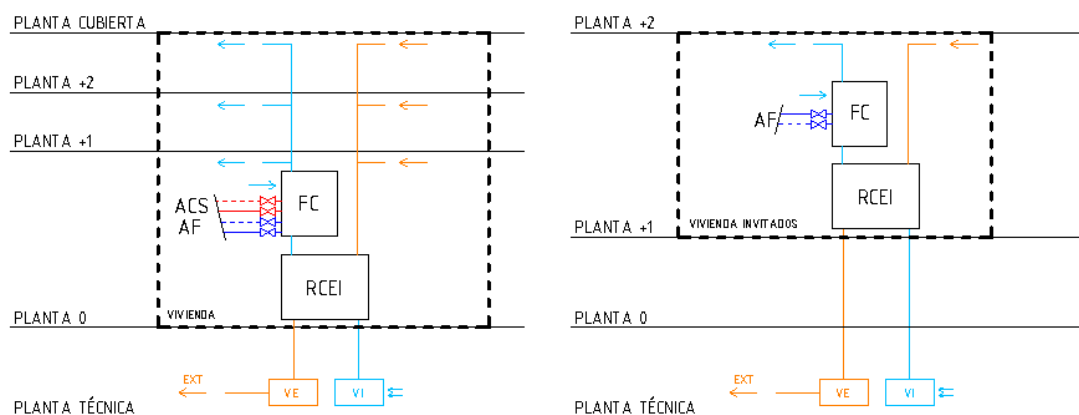 PLANTA CUBIERTA
PLANTA +2
PLANTA +1
ACS
AF
FC
RCEI
VIVIENDA
PLANTA 0
EXT
VE
VI
PLANTA TÉCNICA
PLANTA +2
AF
FC
RCEI
VIVIENDA INVITADOS
PLANTA +1
PLANTA 0
EXT
VE
VI
PLANTA TÉCNICA